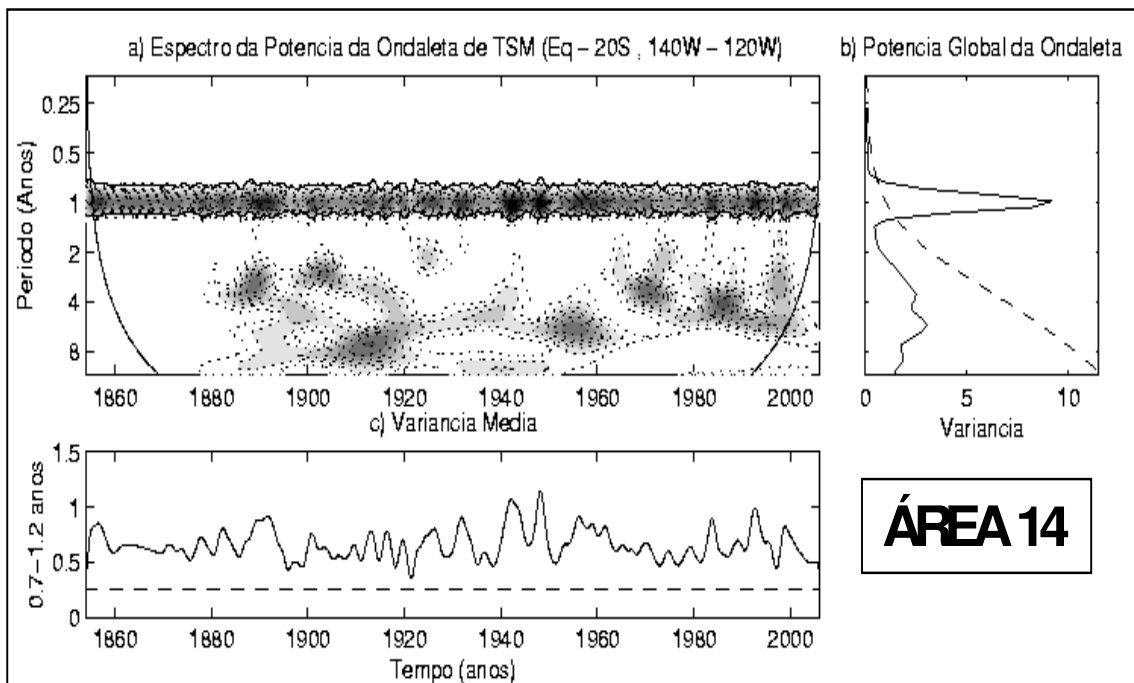 a) Espectro da Potencia da Ondaleta de TSM (Eq – 20S , 140W – 120W)
b) Potencia Global da Ondaleta
Periodo (Anos)
0.25
0.5
1
2
4
8
1860 1880 1900 1920 1940 1960 1980 2000
0 5 10
Variancia
c) Variancia Media
0.7–1.2 anos
1.5
1
0.5
0
1860 1880 1900 1920 1940 1960 1980 2000
Tempo (anos)
ÁREA 14